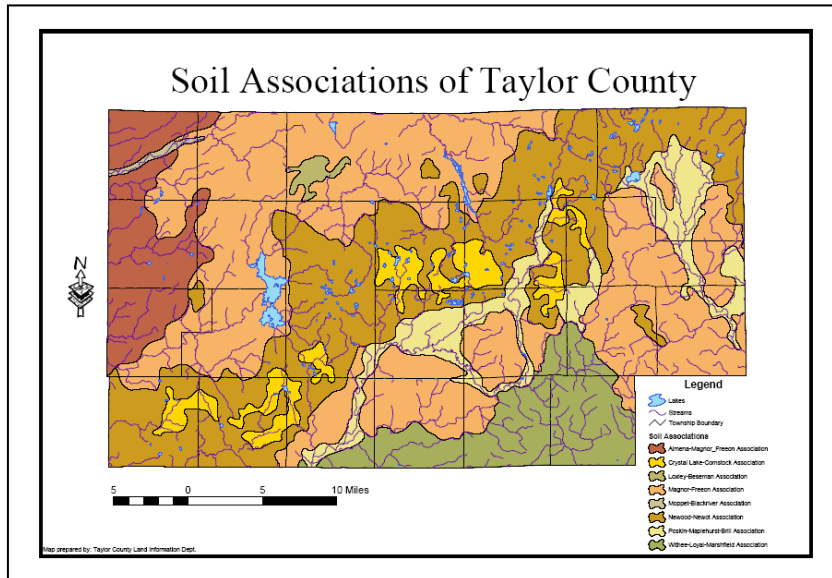 Soil Associations of Taylor County
N
Legend
Lakes
Streams
Township Boundary
Soil Associations
Almena-Magnor_Freeon Association
Crystal Lake-Comstock Association
Loxley-Beseman Association
Magnor-Freeon Association
Moppet-Blackriver Association
Newood-Newot Association
Poskin-Maplehurst-Brill Association
Withee-Loyal-Marshfield Association
5 0 5 10 Miles
Map prepared by: Taylor County Land Information Dept.